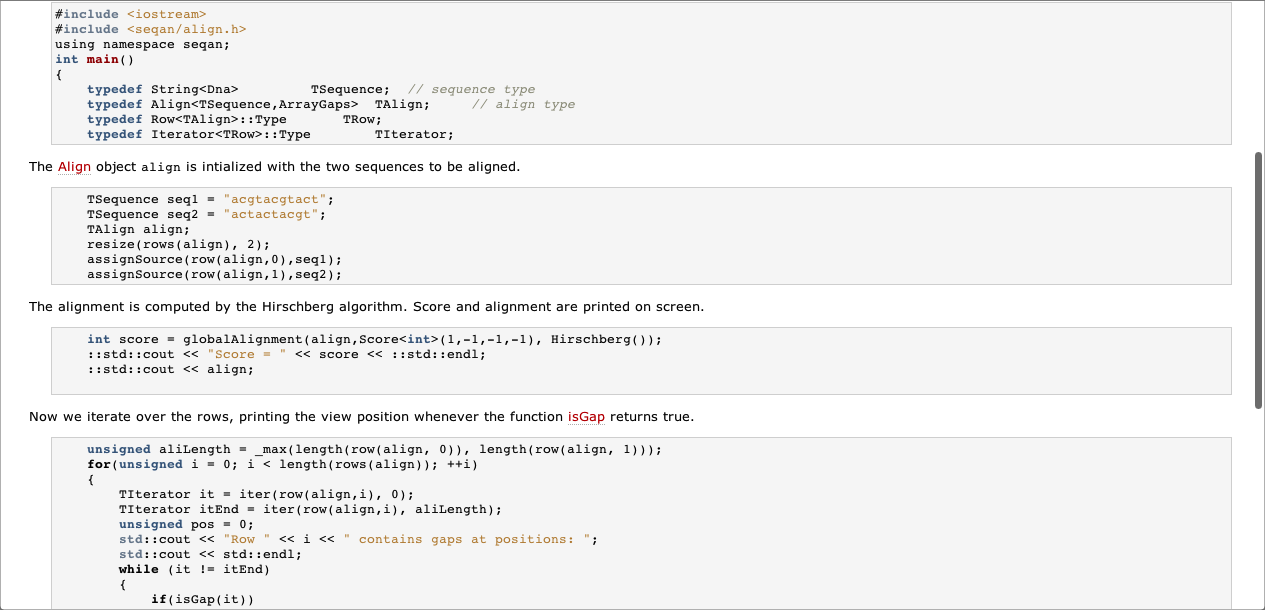 #include <iostream>
#include <seqan/align.h>
using namespace seqan;
int main()
{
    typedef String<Dna>         TSequence;  // sequence type
    typedef Align<TSequence,ArrayGaps>  TAlign;     // align type
    typedef Row<TAlign>::Type       TRow;
    typedef Iterator<TRow>::Type        TIterator;
The Align object align is intialized with the two sequences to be aligned.
    TSequence seq1 = "acgtacgtact";
    TSequence seq2 = "actactacgt";
    TAlign align;
    resize(rows(align), 2);
    assignSource(row(align,0),seq1);
    assignSource(row(align,1),seq2);
The alignment is computed by the Hirschberg algorithm. Score and alignment are printed on screen.
    int score = globalAlignment(align,Score<int>(1,-1,-1,-1), Hirschberg());
    ::std::cout << "Score = " << score << ::std::endl;
    ::std::cout << align;
Now we iterate over the rows, printing the view position whenever the function isGap returns true.
    unsigned aliLength = _max(length(row(align, 0)), length(row(align, 1)));
    for(unsigned i = 0; i < length(rows(align)); ++i)
    {
        TIterator it = iter(row(align,i), 0);
        TIterator itEnd = iter(row(align,i), aliLength);
        unsigned pos = 0;
        std::cout << "Row " << i << " contains gaps at positions: ";
        std::cout << std::endl;
        while (it != itEnd)
        {
            if(isGap(it))